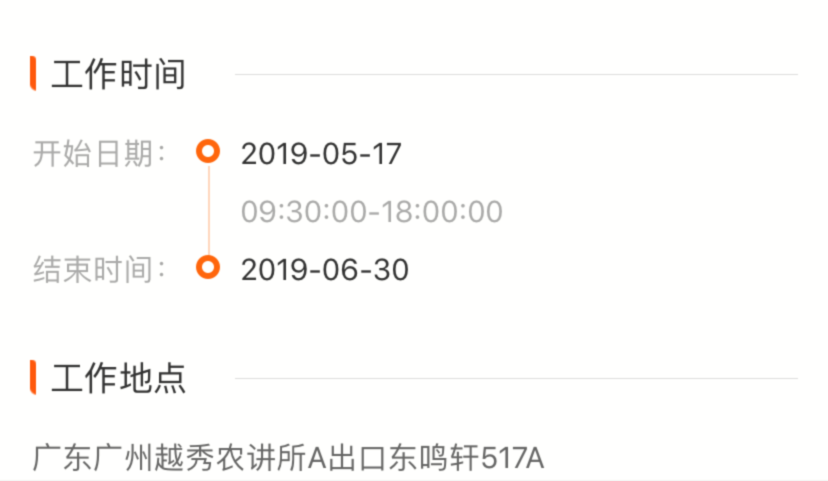 工作时间
开始日期： 2019-05-17
09:30:00-18:00:00
结束时间： 2019-06-30
工作地点
广东广州越秀农讲所A出口东鸣轩517A